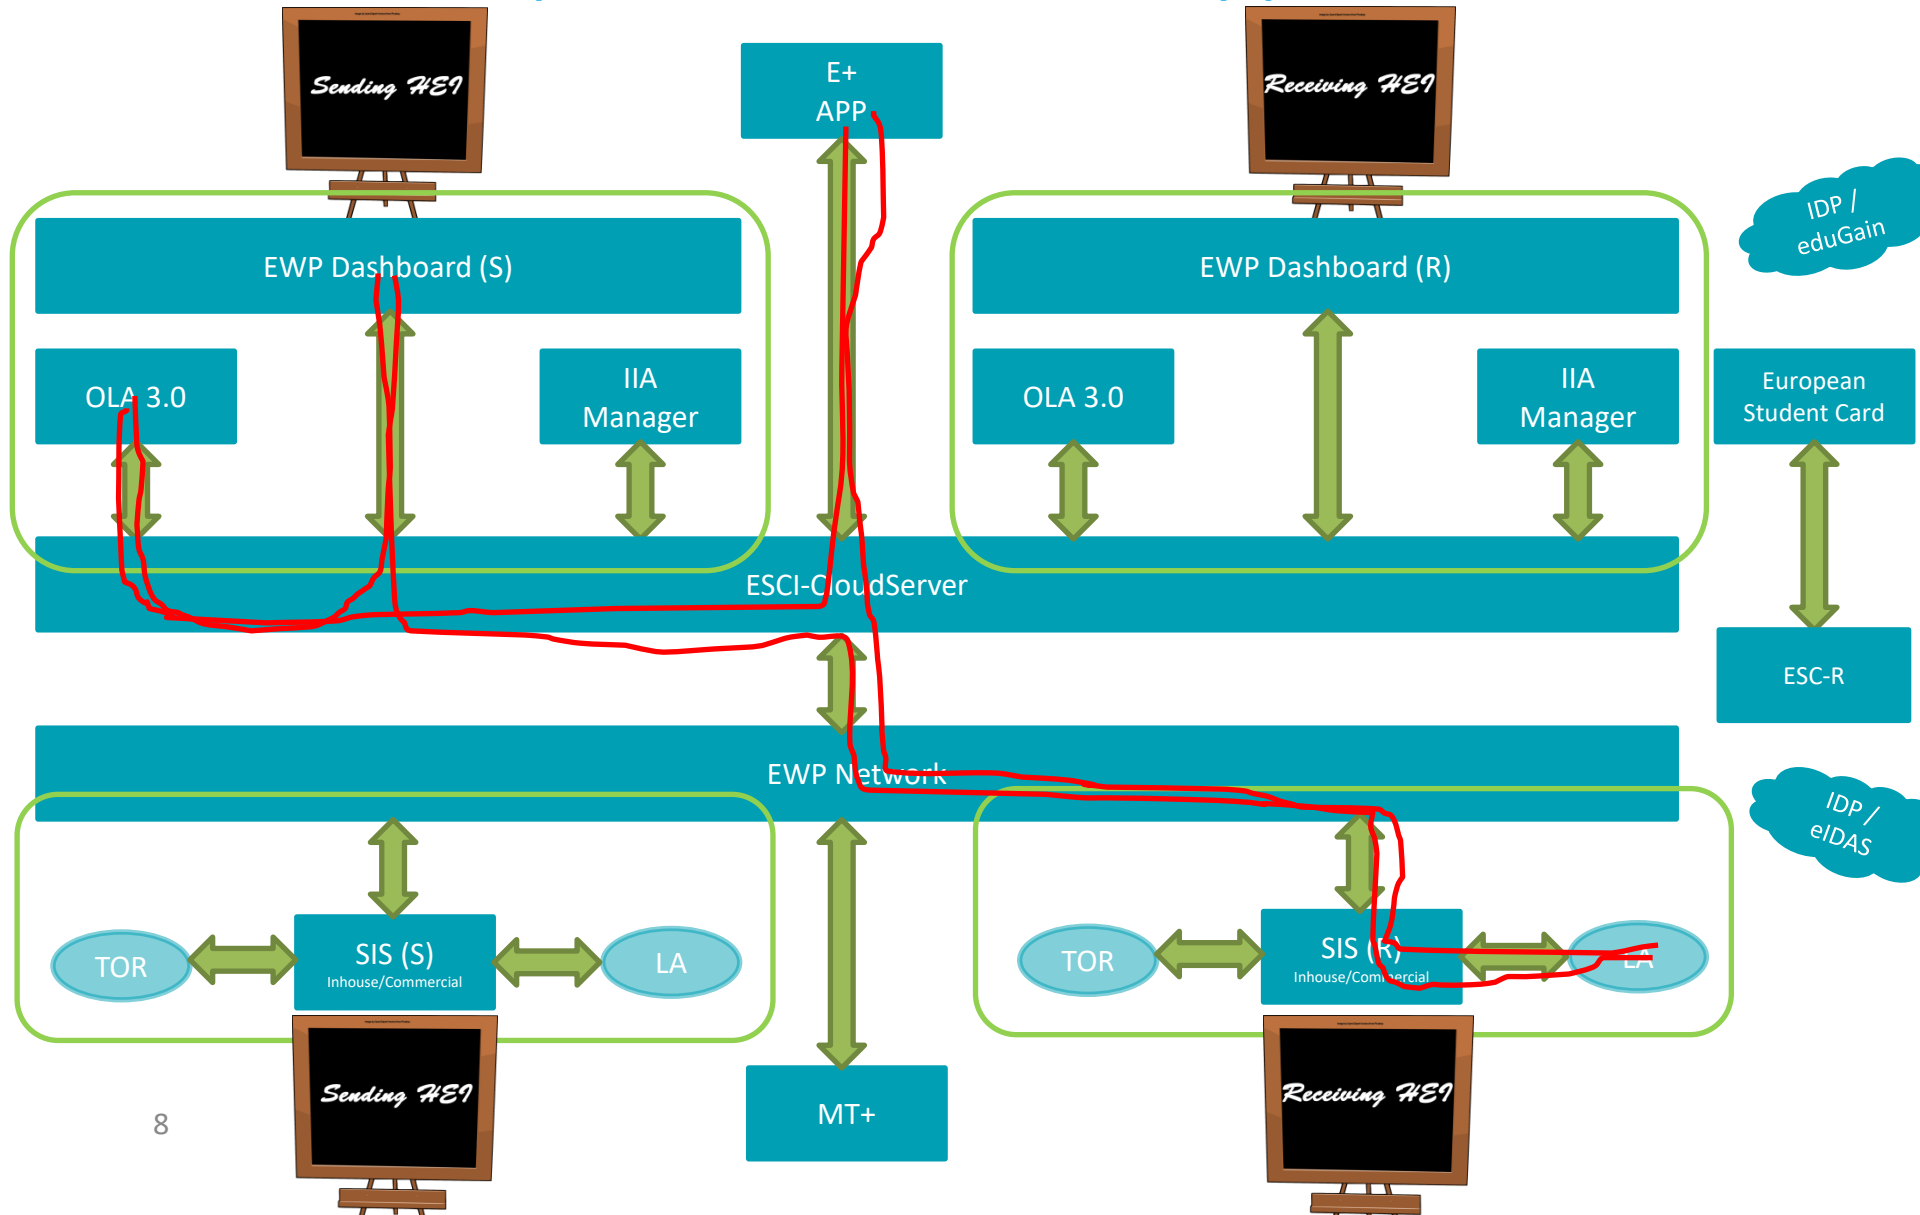 Sending HEI
E+
APP
Receiving HEI
IDP /
eduGain
EWP Dashboard (S)
EWP Dashboard (R)
OLA 3.0
IIA
Manager
OLA 3.0
IIA
Manager
European
Student Card
ESCI-CloudServer
ESC-R
EWP Network
IDP /
eIDAS
TOR
SIS (S)
Inhouse/Commercial
LA
TOR
SIS (R)
Inhouse/Commercial
LA
Sending HEI
MT+
Receiving HEI
8